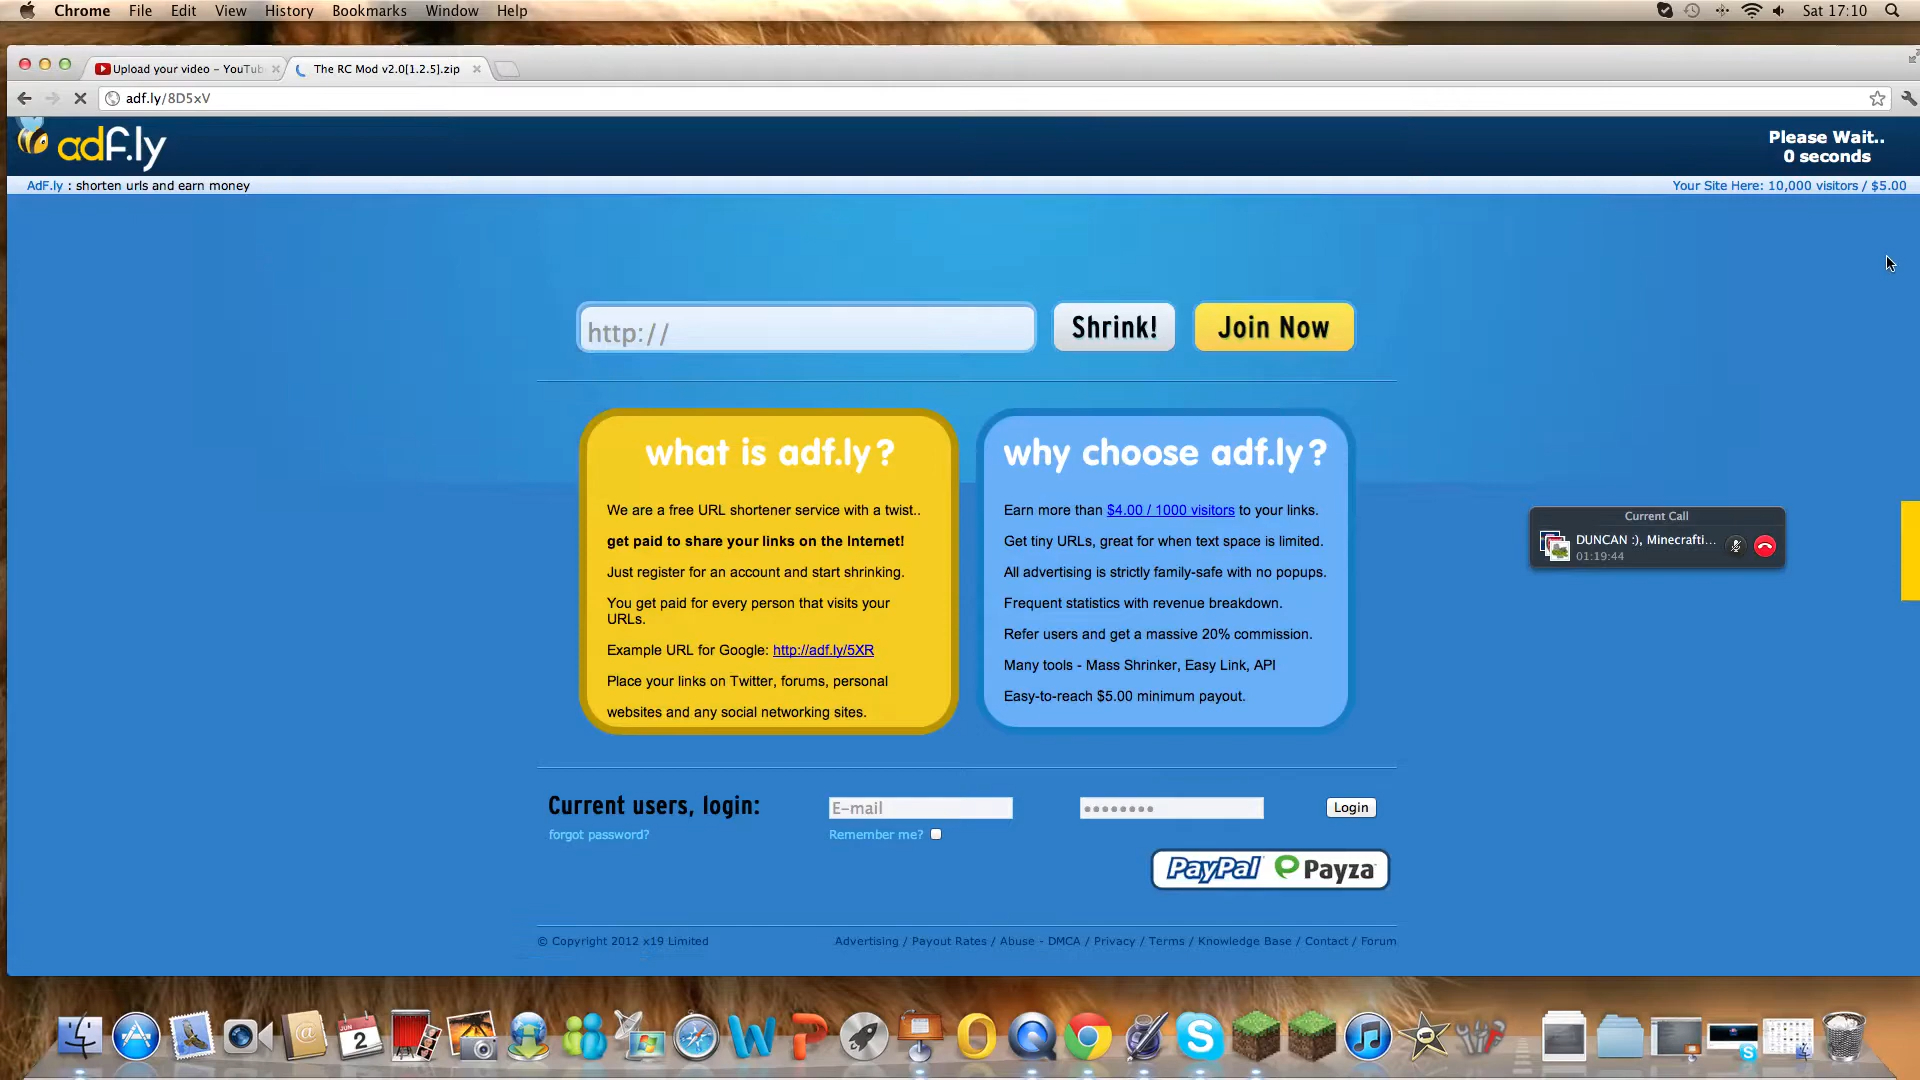 Chrome File Edit View History Bookmarks Window Help
Sat 17:10
Upload your video – YouTub
The RC Mod v2.0[1.2.5].zip
adf.ly/8D5xV
adf.ly
Please Wait..
0 seconds
AdF.ly : shorten urls and earn money
Your Site Here: 10,000 visitors / $5.00
http://
Shrink!
Join Now
what is adf.ly?
We are a free URL shortener service with a twist..
get paid to share your links on the Internet!
Just register for an account and start shrinking.
You get paid for every person that visits your
URLs.
Example URL for Google: http://adf.ly/5XR
Place your links on Twitter, forums, personal
websites and any social networking sites.
why choose adf.ly?
Earn more than $4.00 / 1000 visitors to your links.
Get tiny URLs, great for when text space is limited.
All advertising is strictly family-safe with no popups.
Frequent statistics with revenue breakdown.
Refer users and get a massive 20% commission.
Many tools - Mass Shrinker, Easy Link, API
Easy-to-reach $5.00 minimum payout.
Current Call
DUNCAN :), Minecrafti...
01:19:44
Current users, login:
E-mail
Login
forgot password?
Remember me?
PayPal Payza
© Copyright 2012 x19 Limited
Advertising / Payout Rates / Abuse - DMCA / Privacy / Terms / Knowledge Base / Contact / Forum
JUN
2